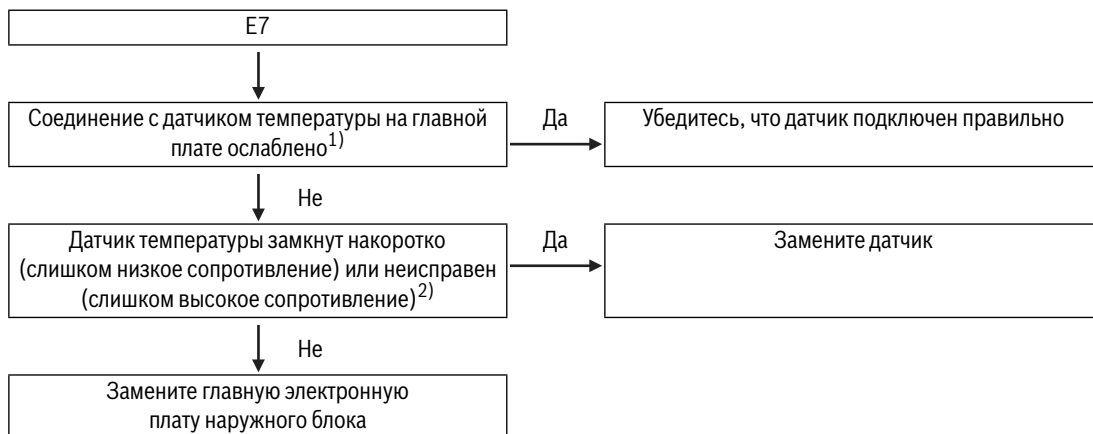 E7
Соединение с датчиком температуры на главной
плате ослаблено1)
Да
Убедитесь, что датчик подключен правильно
Не
Датчик температуры замкнут накоротко
(слишком низкое сопротивление) или неисправен
(слишком высокое сопротивление)2)
Да
Замените датчик
Не
Замените главную электронную
плату наружного блока